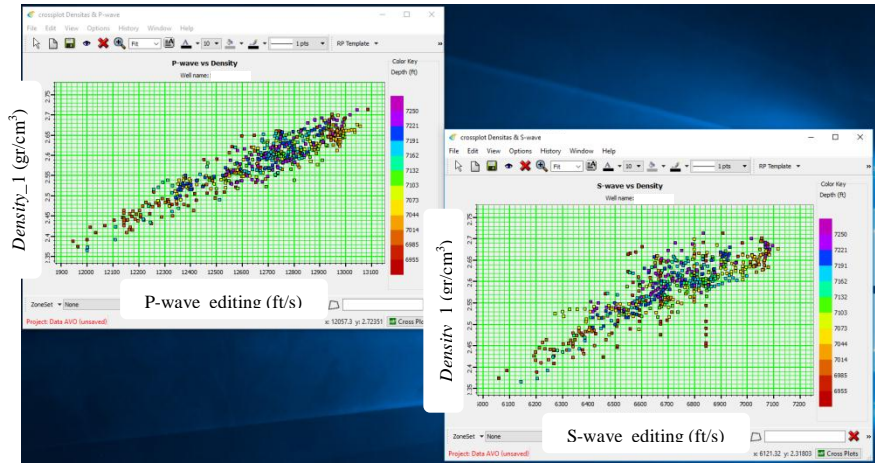 crossplot Densitas & P-wave
File Edit View Options History Window Help
Fit
10
1 pts
RP Template
»
P-wave vs Density
Well name:
Color Key
Depth (ft)
Density_1 (gr/cm³)
2.75
2.7
2.65
2.6
2.55
2.5
2.45
2.4
2.35
7250
7221
7191
7162
7132
7103
7073
7044
7014
6985
6955
11900 12000 12100 12200 12300 12400 12500 12600 12700 12800 12900 13000 13100
P-wave_editing (ft/s)
ZoneSet None
Project: Data AVO (unsaved)
x: 12057.3 y: 2.72351
Cross Plots
crossplot Densitas & S-wave
File Edit View Options History Window Help
Fit
10
1 pts
RP Template
»
S-wave vs Density
Well name:
Color Key
Depth (ft)
Density_1 (gr/cm³)
2.75
2.7
2.65
2.6
2.55
2.5
2.45
2.4
2.35
7250
7221
7191
7162
7132
7103
7073
7044
7014
6985
6955
6000 6100 6200 6300 6400 6500 6600 6700 6800 6900 7000 7100 7200
S-wave_editing (ft/s)
ZoneSet None
»
Project: Data AVO (unsaved)
x: 6121.32 y: 2.31803
Cross Plots